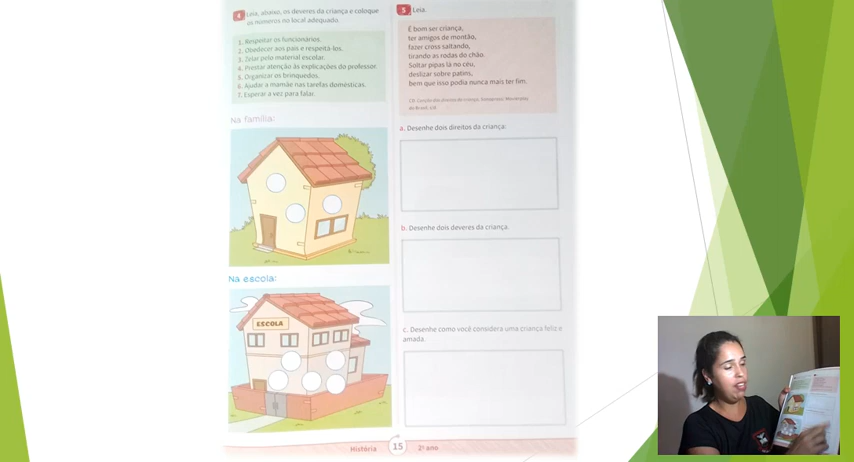 4 Leia, abaixo, os deveres da criança e coloque
os números no local adequado.
1. Respeitar os funcionários.
2. Obedecer aos pais e respeitá-los.
3. Zelar pelo material escolar.
4. Prestar atenção às explicações do professor.
5. Organizar os brinquedos.
6. Ajudar a mamãe nas tarefas domésticas.
7. Esperar a vez para falar.
Na família:
Na escola:
ESCOLA
5 Leia.
É bom ser criança,
ter amigos de montão,
fazer cross saltando,
tirando as rodas do chão.
Soltar pipas lá no céu,
deslizar sobre patins,
bem que isso podia nunca mais ter fim.
a. Desenhe dois direitos da criança:
b. Desenhe dois deveres da criança:
c. Desenhe como você considera uma criança feliz e
amada.
História 15 2º ano